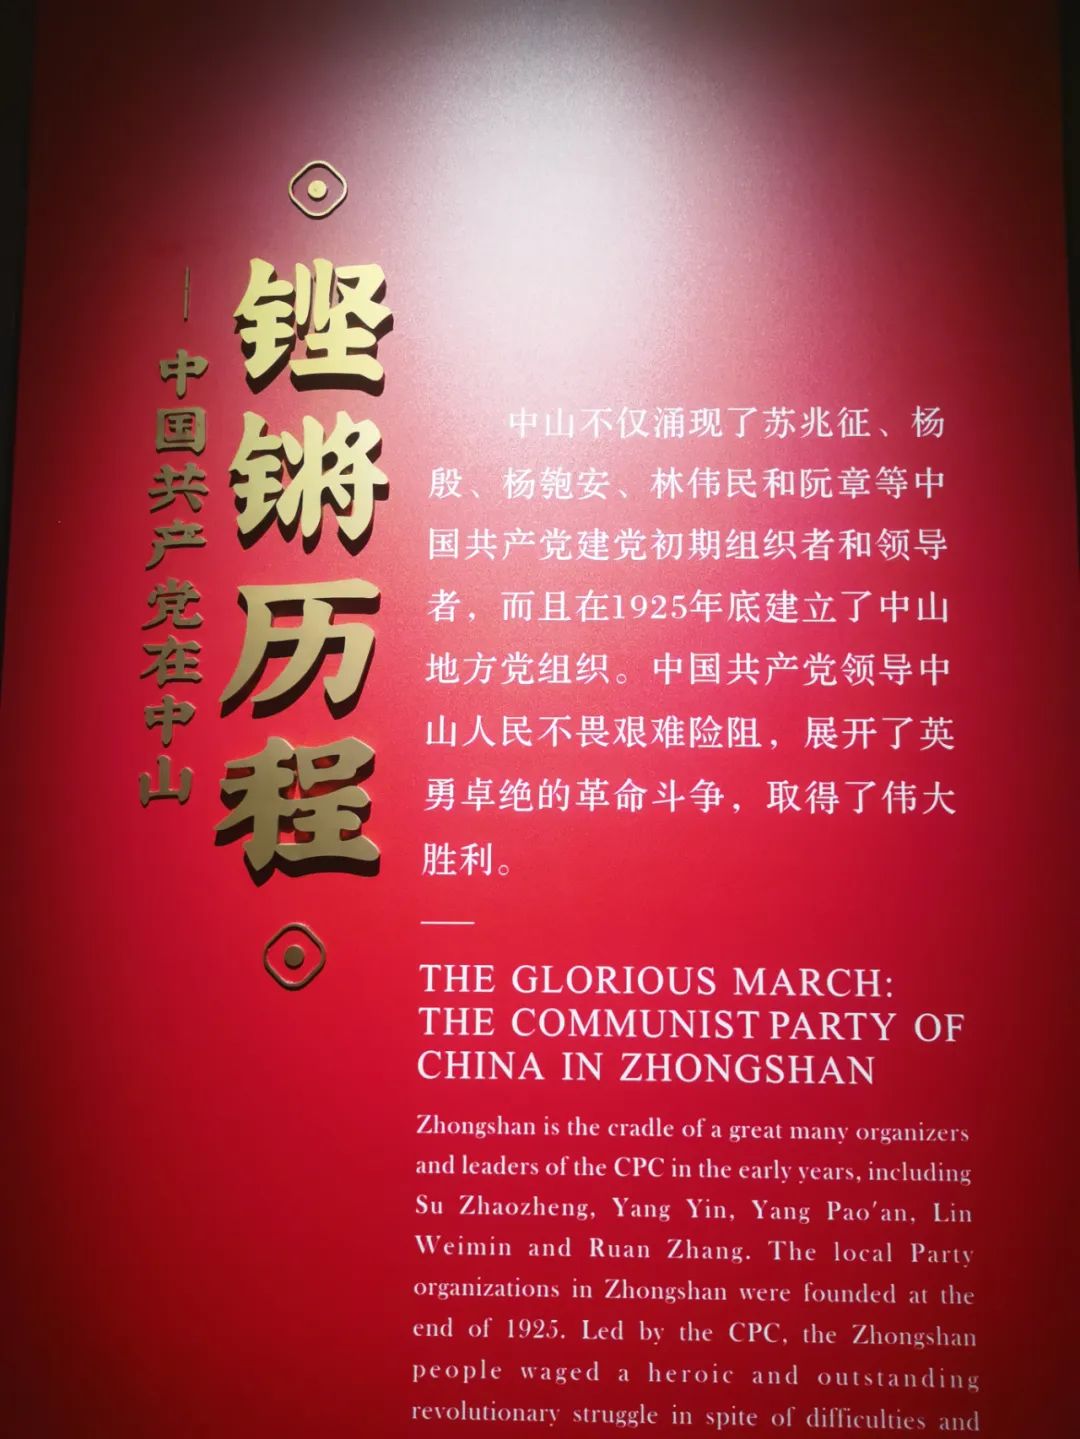 铿锵历程
——中国共产党在中山
中山不仅涌现了苏兆征、杨
殷、杨匏安、林伟民和阮章等中
国共产党建党初期组织者和领导
者，而且在1925年底建立了中山
地方党组织。中国共产党领导中
山人民不畏艰难险阻，展开了英
勇卓绝的革命斗争，取得了伟大
胜利。
THE GLORIOUS MARCH:
THE COMMUNIST PARTY OF
CHINA IN ZHONGSHAN
Zhongshan is the cradle of a great many organizers
and leaders of the CPC in the early years, including
Su Zhaozheng, Yang Yin, Yang Pao'an, Lin
Weimin and Ruan Zhang. The local Party
organizations in Zhongshan were founded at the
end of 1925. Led by the CPC, the Zhongshan
people waged a heroic and outstanding
revolutionary struggle in spite of difficulties and